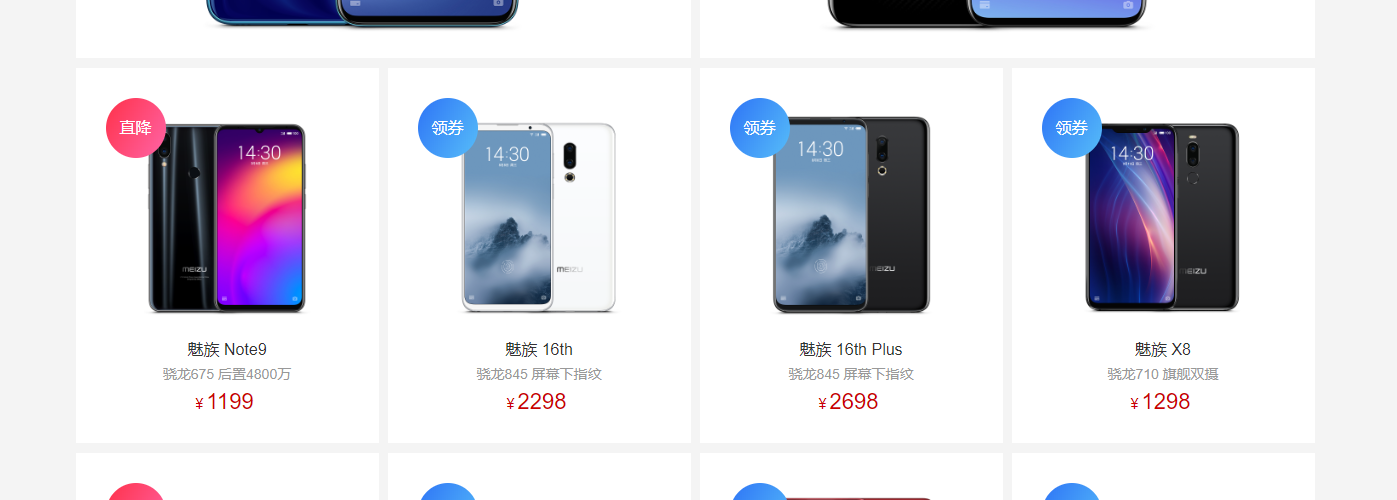 直降
14:30
MEIZU
魅族 Note9
骁龙675 后置4800万
¥ 1199
领券
14:30
MEIZU
魅族 16th
骁龙845 屏幕下指纹
¥ 2298
领券
14:30
MEIZU
魅族 16th Plus
骁龙845 屏幕下指纹
¥ 2698
领券
14:30
MEIZU
魅族 X8
骁龙710 旗舰双摄
¥ 1298